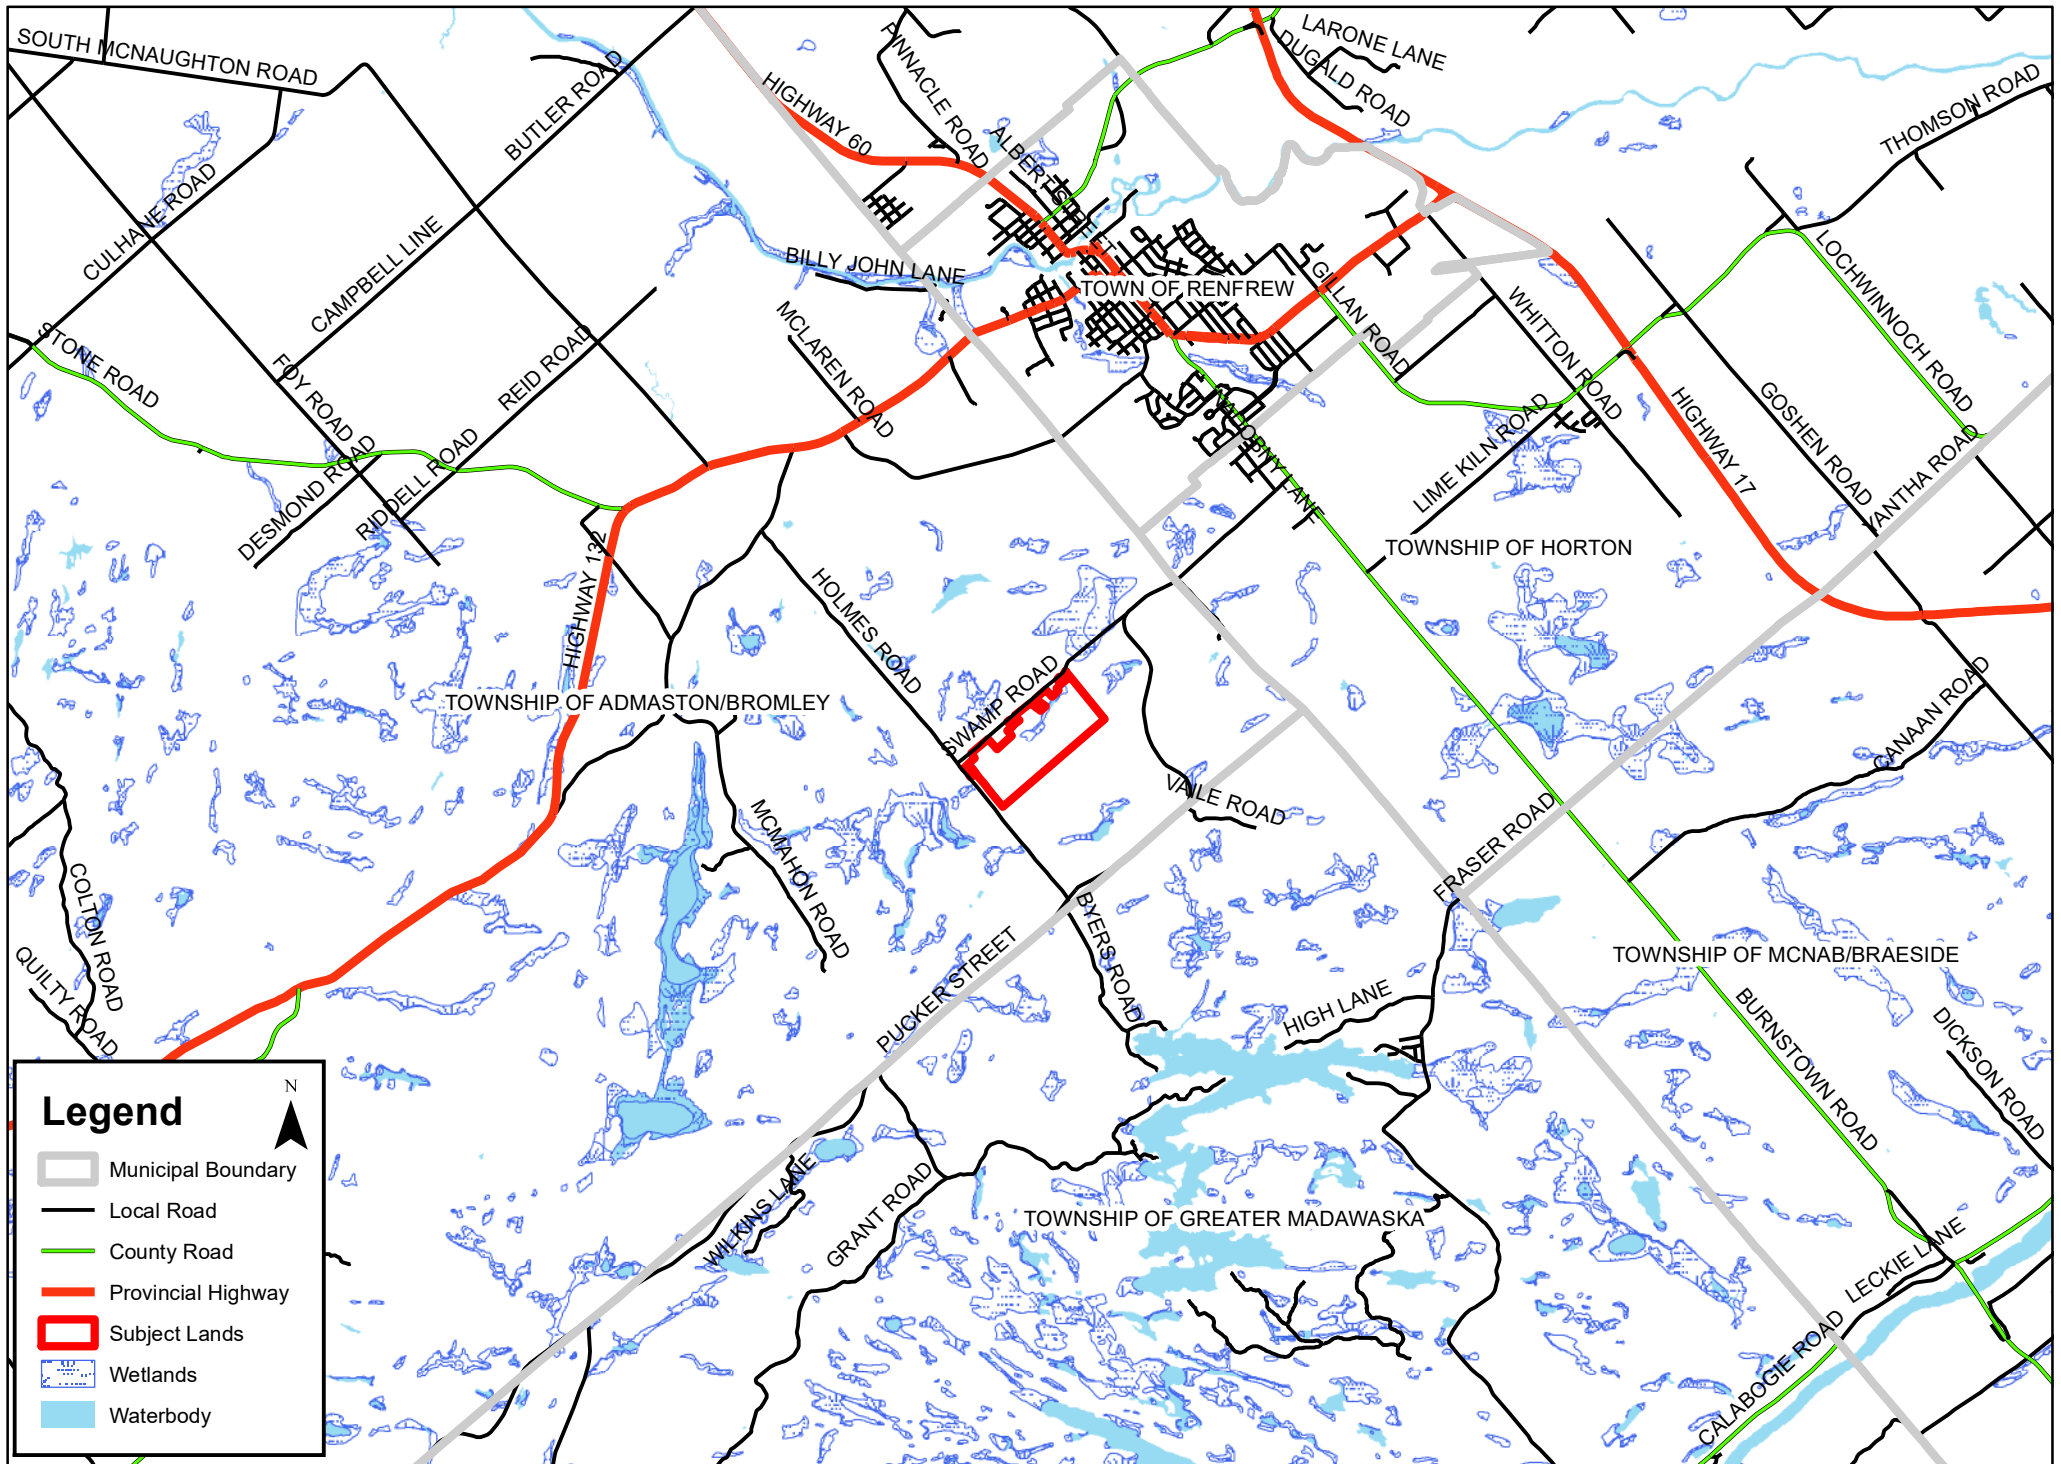 SOUTH MCNAUGHTON ROAD
BUTLER ROAD
HIGHWAY 60
PINNACLE ROAD
ALBERT STREET
LARONE LANE
DUGALD ROAD
THOMSON ROAD
CULHANE ROAD
CAMPBELL LINE
BILLY JOHN LANE
TOWN OF RENFREW
GILLAN ROAD
WHITTON ROAD
LOCHWINNOCH ROAD
STONE ROAD
FOY ROAD
REID ROAD
MCLAREN ROAD
GOSHEN ROAD
HIGHWAY 17
YANTHA ROAD
DESMOND ROAD
RIDDELL ROAD
LIME KILN ROAD
HIGHWAY 132
HOLMES ROAD
TOWNSHIP OF HORTON
SWAMP ROAD
TOWNSHIP OF ADMASTON/BROMLEY
CANAAN ROAD
VAILE ROAD
MCMAHON ROAD
FRASER ROAD
COLTON ROAD
QUILTY ROAD
BYERS ROAD
PUCKER STREET
TOWNSHIP OF MCNAB/BRAESIDE
HIGH LANE
BURNSTOWN ROAD
DICKSON ROAD
WILKINS LANE
GRANT ROAD
TOWNSHIP OF GREATER MADAWASKA
LECKIE LANE
CALABOGIE ROAD
Legend
N
Municipal Boundary
Local Road
County Road
Provincial Highway
Subject Lands
Wetlands
Waterbody